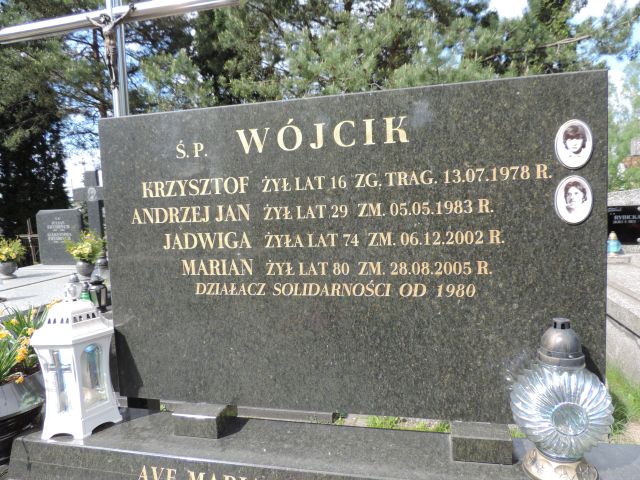 Ś.P. WÓJCIK
KRZYSZTOF ŻYŁ LAT 16 ZG. TRAG. 13.07.1978 R.
ANDRZEJ JAN ŻYŁ LAT 29 ZM. 05.05.1983 R.
JADWIGA ŻYŁA LAT 74 ZM. 06.12.2002 R.
MARIAN ŻYŁ LAT 80 ZM. 28.08.2005 R.
DZIAŁACZ SOLIDARNOŚCI OD 1980
AVE
RYBICKA